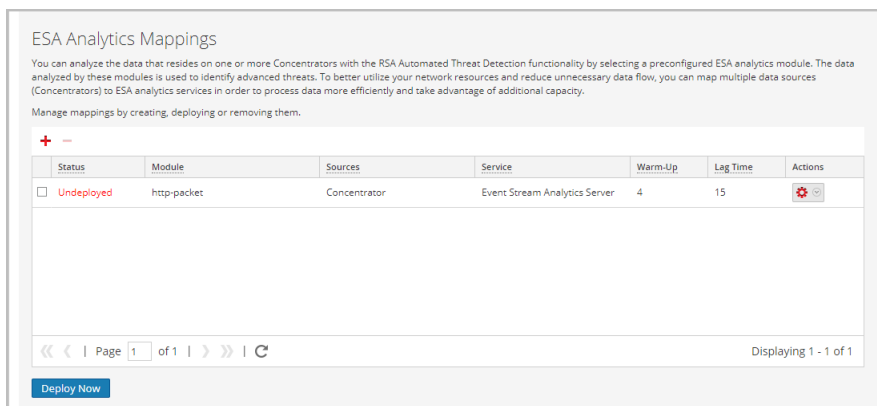 ESA Analytics Mappings
You can analyze the data that resides on one or more Concentrators with the RSA Automated Threat Detection functionality by selecting a preconfigured ESA analytics module. The data
analyzed by these modules is used to identify advanced threats. To better utilize your network resources and reduce unnecessary data flow, you can map multiple data sources
(Concentrators) to ESA analytics services in order to process data more efficiently and take advantage of additional capacity.
Manage mappings by creating, deploying or removing them.
Status Module Sources Service Warm-Up Lag Time Actions
Undeployed http-packet Concentrator Event Stream Analytics Server 4 15
Page 1 of 1 Displaying 1 - 1 of 1
Deploy Now